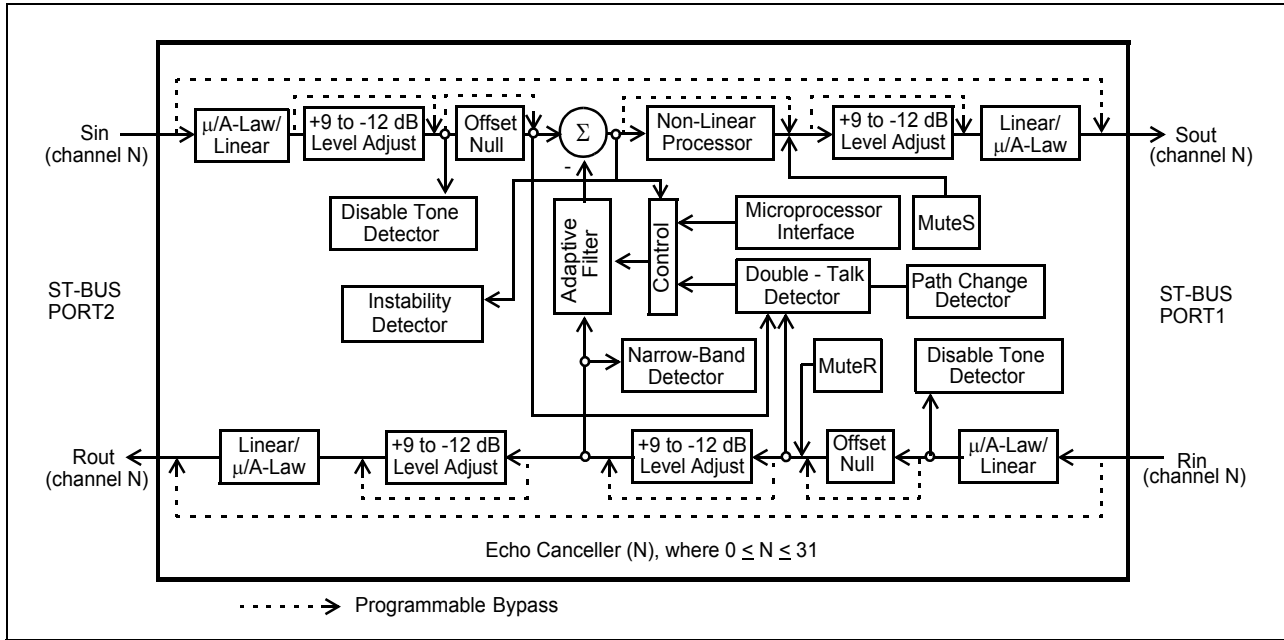 Sin
(channel N)
μ/A-Law/
Linear
+9 to -12 dB
Level Adjust
Offset
Null
Σ
-
Non-Linear
Processor
+9 to -12 dB
Level Adjust
Linear/
μ/A-Law
Sout
(channel N)
Disable Tone
Detector
Adaptive
Filter
Control
Microprocessor
Interface
MuteS
ST-BUS
PORT2
Instability
Detector
Double - Talk
Detector
Path Change
Detector
ST-BUS
PORT1
Narrow-Band
Detector
MuteR
Disable Tone
Detector
Rout
(channel N)
Linear/
μ/A-Law
+9 to -12 dB
Level Adjust
+9 to -12 dB
Level Adjust
Offset
Null
μ/A-Law/
Linear
Rin
(channel N)
Echo Canceller (N), where 0 ≤ N ≤ 31
Programmable Bypass